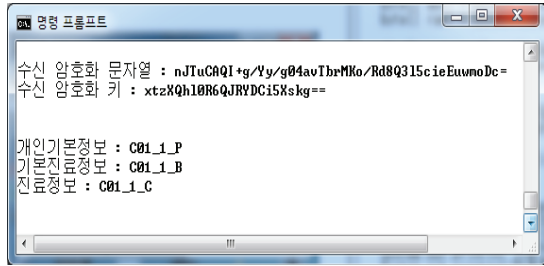 명령 프롬프트
수신 암호화 문자열 : nJTuCAQI+g/Yy/g04avTbrMKo/Rd8Q3l5cieEuwmoDc=
수신 암호화 키 : xtzXQhl0R6QJRYDCi5Xskg==
개인기본정보 : C01_1_P
기본진료정보 : C01_1_B
진료정보 : C01_1_C